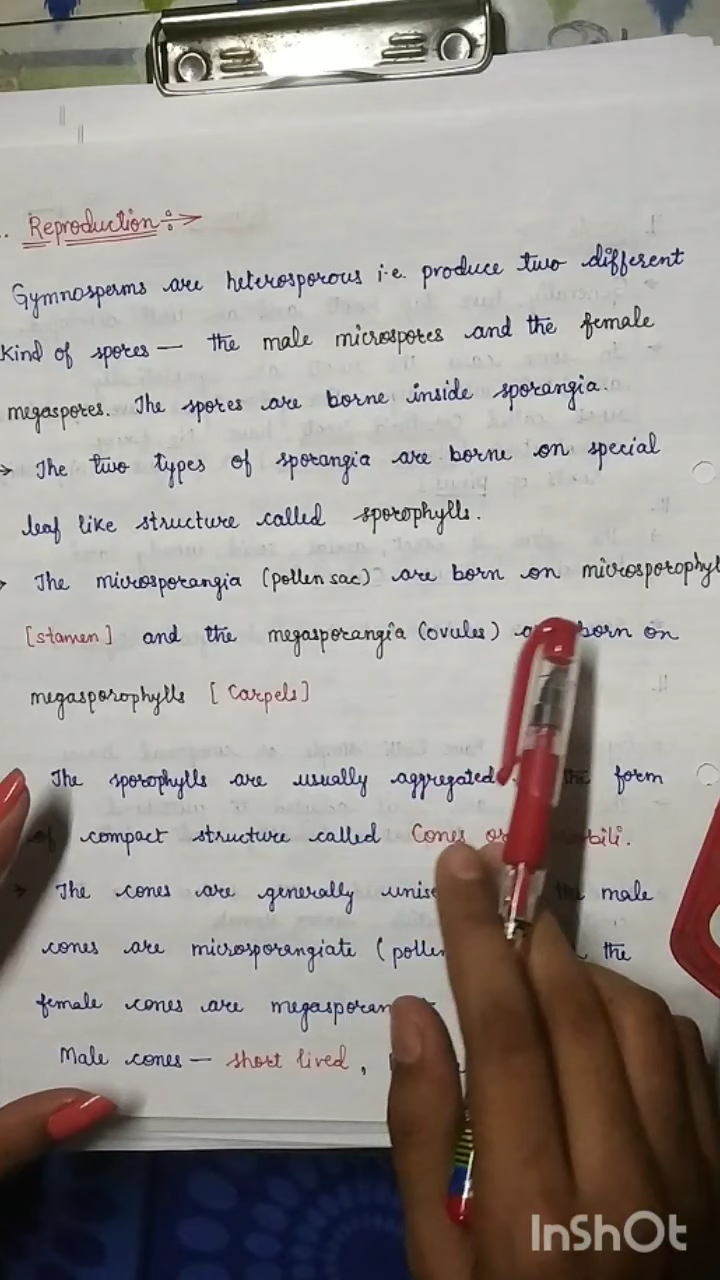 . Reproduction ÷→
Gymnosperms are heterosporous i.e. produce two different
Kind of spores — the male microspores and the female
megaspores. The spores are borne inside sporangia.
→ The two types of sporangia are borne on special
leaf like structure called sporophylls.
→ The microsporangia (pollen sac) are born on microsporophyl
[stamen] and the megasporangia (ovules) born on
megasporophylls [Carpels]
The sporophylls are usually aggregated form
of compact structure called Cones or
→ The cones are generally the male
cones are microsporengiate ( the
female cones are
Male cones — short lived,
InShOt